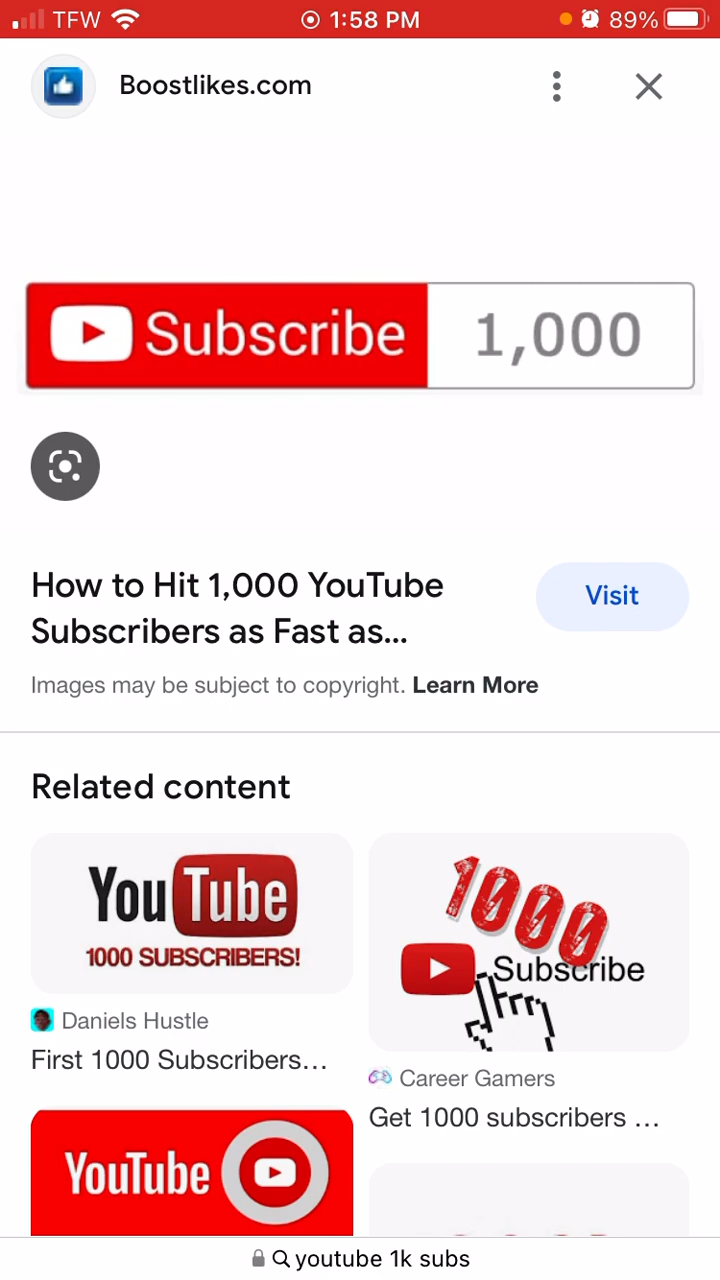 TFW 1:58 PM 89%
Boostlikes.com
Subscribe 1,000
How to Hit 1,000 YouTube
Subscribers as Fast as...
Visit
Images may be subject to copyright. Learn More
Related content
YouTube
1000 SUBSCRIBERS!
Daniels Hustle
First 1000 Subscribers...
1000
Subscribe
Career Gamers
Get 1000 subscribers ...
YouTube
youtube 1k subs